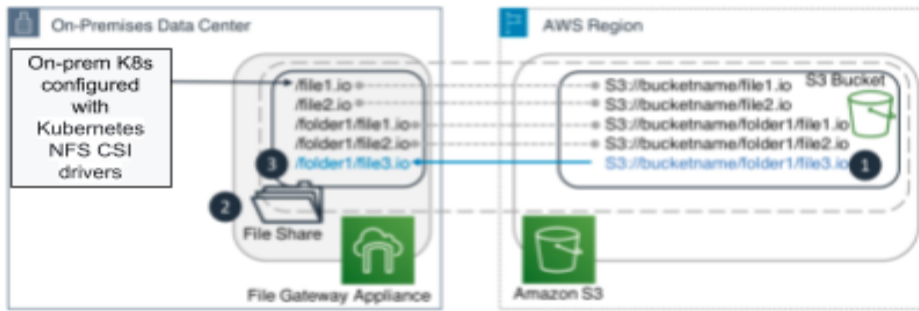 On-Premises Data Center
AWS Region
On-prem K8s
configured
with
Kubernetes
NFS CSI
drivers
/file1.io
/file2.io
/folder1/file1.io
/folder1/file2.io
/folder1/file3.io
S3://bucketname/file1.io
S3://bucketname/file2.io
S3://bucketname/folder1/file1.io
S3://bucketname/folder1/file2.io
S3://bucketname/folder1/file3.io
S3 Bucket
1
3
2
File Share
File Gateway Appliance
Amazon S3